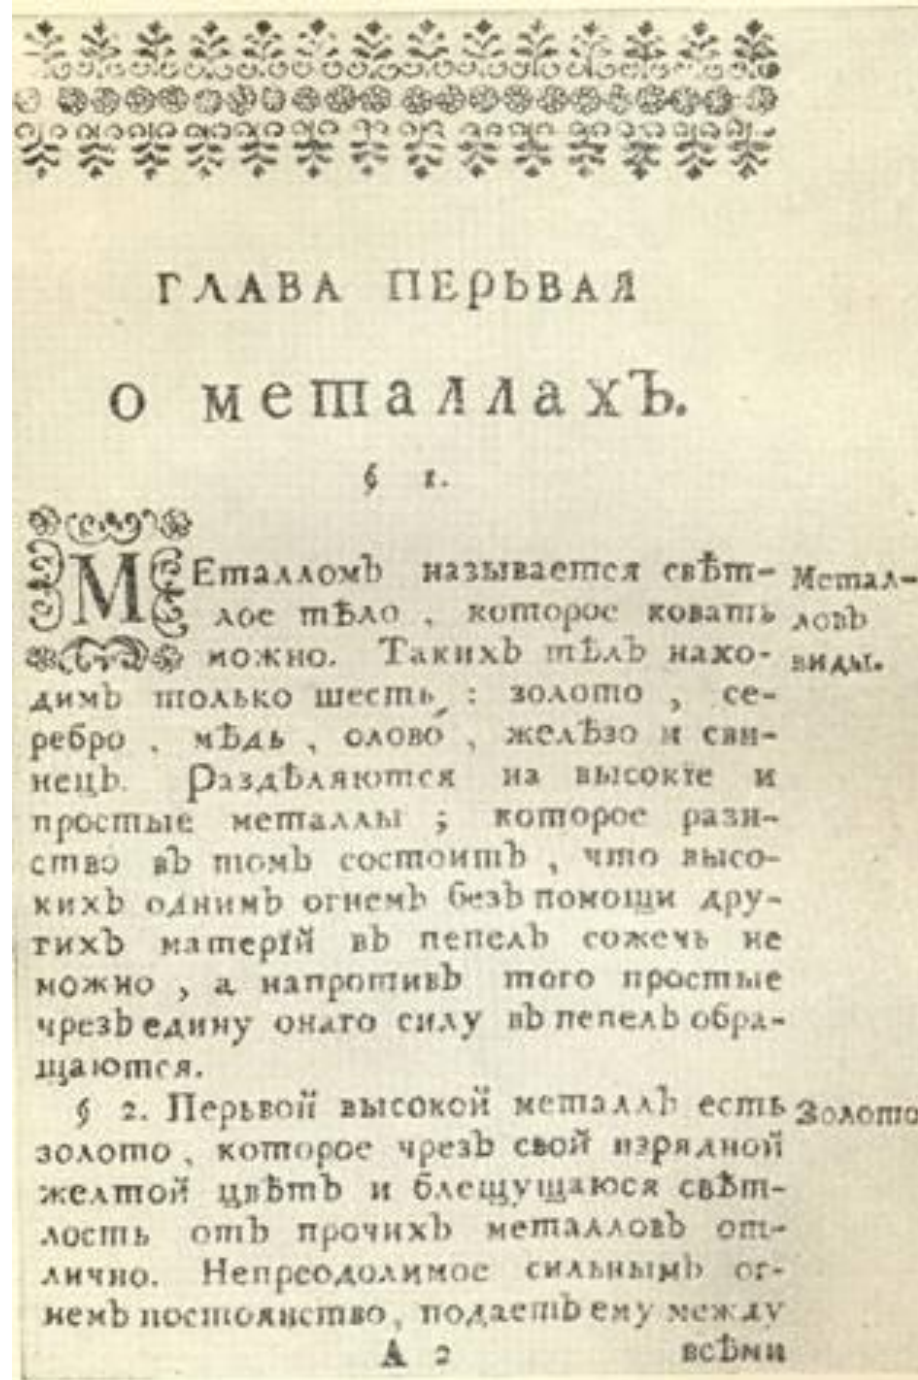 ГЛАВА ПЕРЬВАЯ
О МЕТАЛЛАХЪ.
§ 1.
МЕталломъ называется свѣт-
лое тѣло , которое ковать
можно. Такихъ тѣлъ нахо-
димъ только шесть : золото , се-
ребро , мѣдь , олово , желѣзо и сви-
нецъ. Раздѣляются на высокїе и
простые металлы ; которое разн-
ство въ томъ состоитъ , что высо-
кихъ однимъ огнемъ безъ помощи дру-
гихъ матерїй въ пепелъ сожечь не
можно , а напротивъ того простые
чрезъ едину онаго силу въ пепелъ обра-
щаются.
Метал-
ловъ
виды.
§ 2. Перьвой высокой металлъ есть
золото , которое чрезъ свой изрядной
желтой цвѣтъ и блещущаюся свѣт-
лость отъ прочихъ металловъ от-
лично. Непреодолимое сильнымъ ог-
немъ постоянство , подаетъ ему между
Золото
А 2 всѣми